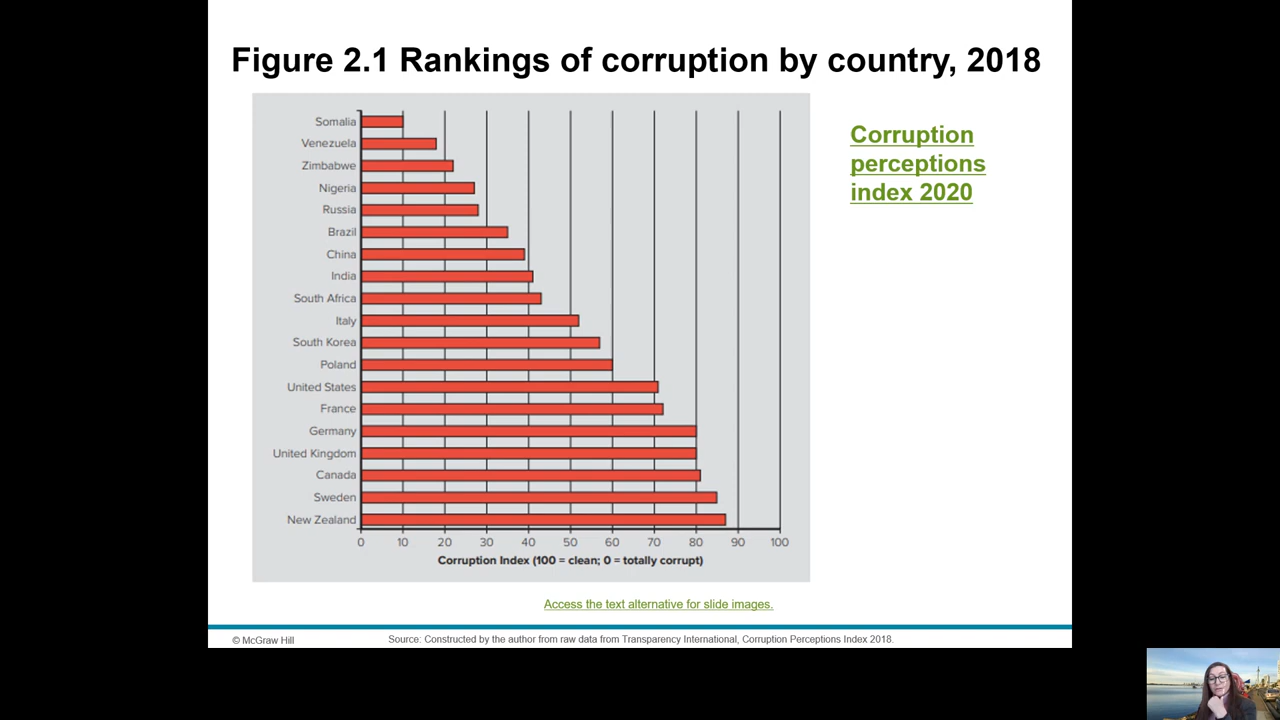 Figure 2.1 Rankings of corruption by country, 2018
Somalia
Venezuela
Zimbabwe
Nigeria
Russia
Brazil
China
India
South Africa
Italy
South Korea
Poland
United States
France
Germany
United Kingdom
Canada
Sweden
New Zealand
0 10 20 30 40 50 60 70 80 90 100
Corruption Index (100 = clean; 0 = totally corrupt)
Corruption
perceptions
index 2020
Access the text alternative for slide images.
© McGraw Hill
Source: Constructed by the author from raw data from Transparency International, Corruption Perceptions Index 2018.